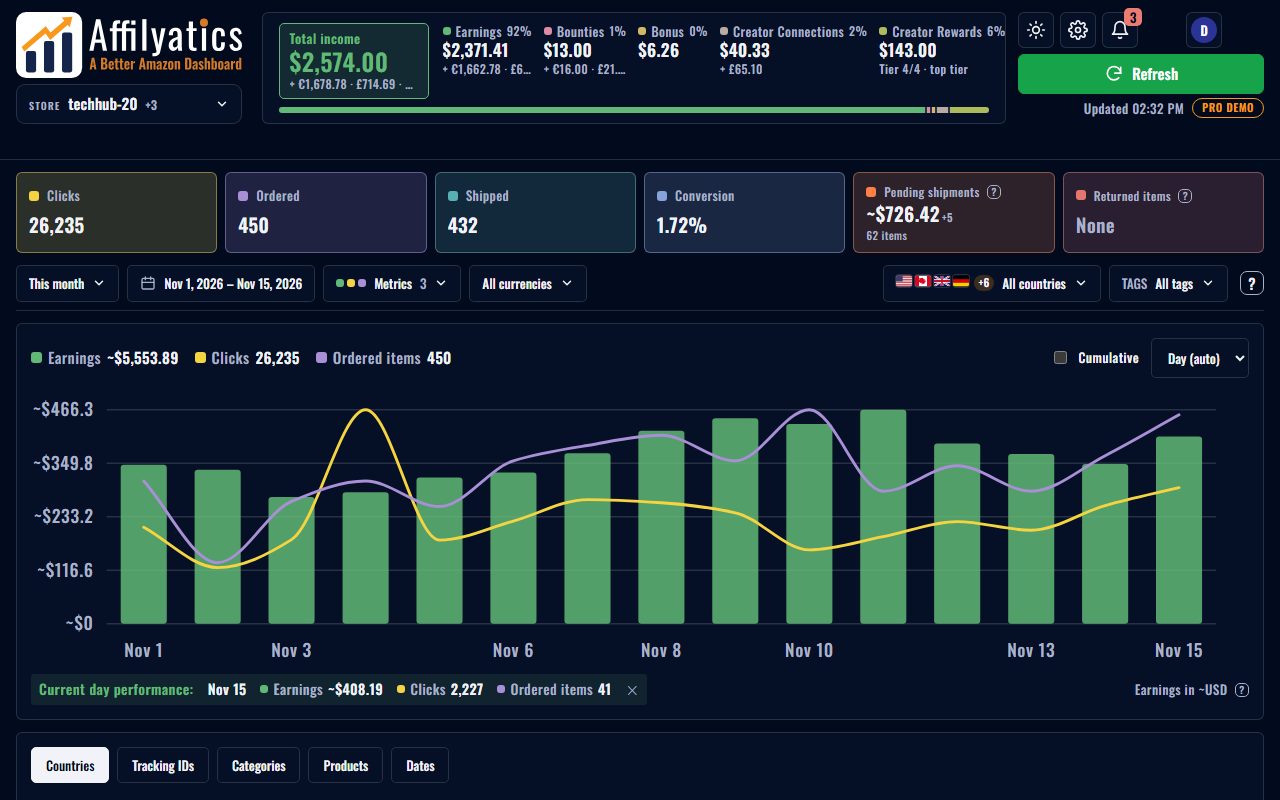 Affilyatics
A Better Amazon Dashboard
STORE techhub-20 +3
Total income
$2,574.00
+ €1,678.78 · £714.69 · ...
Earnings 92%
$2,371.41
+ €1,662.78 · £6...
Bounties 1%
$13.00
+ €16.00 · £21....
Bonus 0%
$6.26
Creator Connections 2%
$40.33
+ £65.10
Creator Rewards 6%
$143.00
Tier 4/4 · top tier
3
D
Refresh
Updated 02:32 PM PRO DEMO
Clicks
26,235
Ordered
450
Shipped
432
Conversion
1.72%
Pending shipments ?
~$726.42 +5
62 items
Returned items ?
None
This month
Nov 1, 2026 – Nov 15, 2026
Metrics 3
All currencies
+6 All countries
TAGS All tags
?
Earnings ~$5,553.89 Clicks 26,235 Ordered items 450
Cumulative
Day (auto)
~$466.3
~$349.8
~$233.2
~$116.6
~$0
Nov 1 Nov 3 Nov 6 Nov 8 Nov 10 Nov 13 Nov 15
Current day performance: Nov 15 Earnings ~$408.19 Clicks 2,227 Ordered items 41
Earnings in ~USD ?
Countries Tracking IDs Categories Products Dates